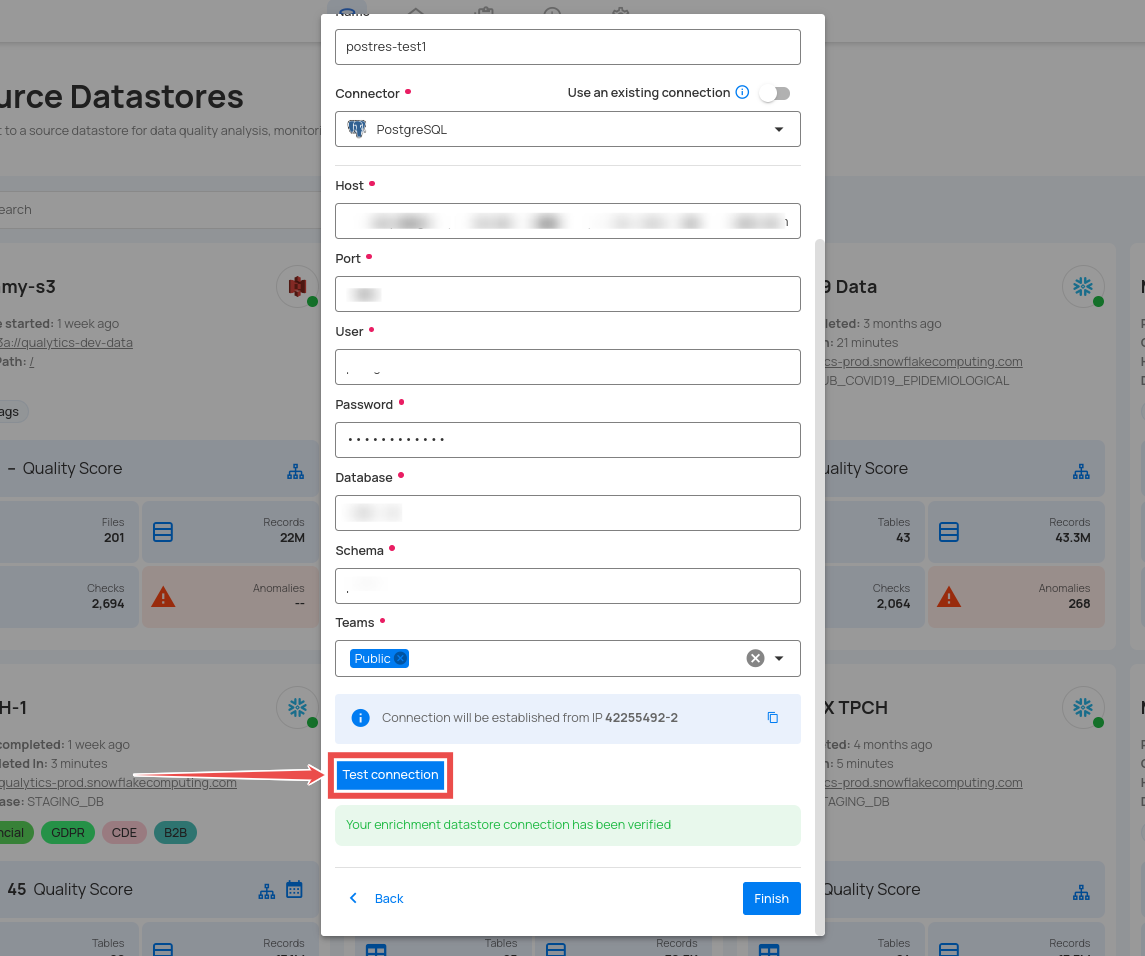 Name
postres-test1
Connector
Use an existing connection
PostgreSQL
Host
Port
User
Password
Database
Schema
Teams
Public
Connection will be established from IP 42255492-2
Test connection
Your enrichment datastore connection has been verified
Back
Finish
urce Datastores
t to a source datastore for data quality analysis, monitori
earch
my-s3
e started: 1 week ago
3a://qualytics-dev-data
Path: /
ags
– Quality Score
Files
201
Records
22M
Checks
2,694
Anomalies
--
H-1
completed: 1 week ago
leted In: 3 minutes
qualytics-prod.snowflakecomputing.com
ase: STAGING_DB
ncial
GDPR
CDE
B2B
45 Quality Score
Tables
Records
Tables
Records
9 Data
leted: 3 months ago
n: 21 minutes
cs-prod.snowflakecomputing.com
UB_COVID19_EPIDEMIOLOGICAL
uality Score
Tables
43
Records
43.3M
Checks
2,064
Anomalies
268
X TPCH
ted: 4 months ago
: 5 minutes
cs-prod.snowflakecomputing.com
TAGING_DB
Quality Score
Tables
Records